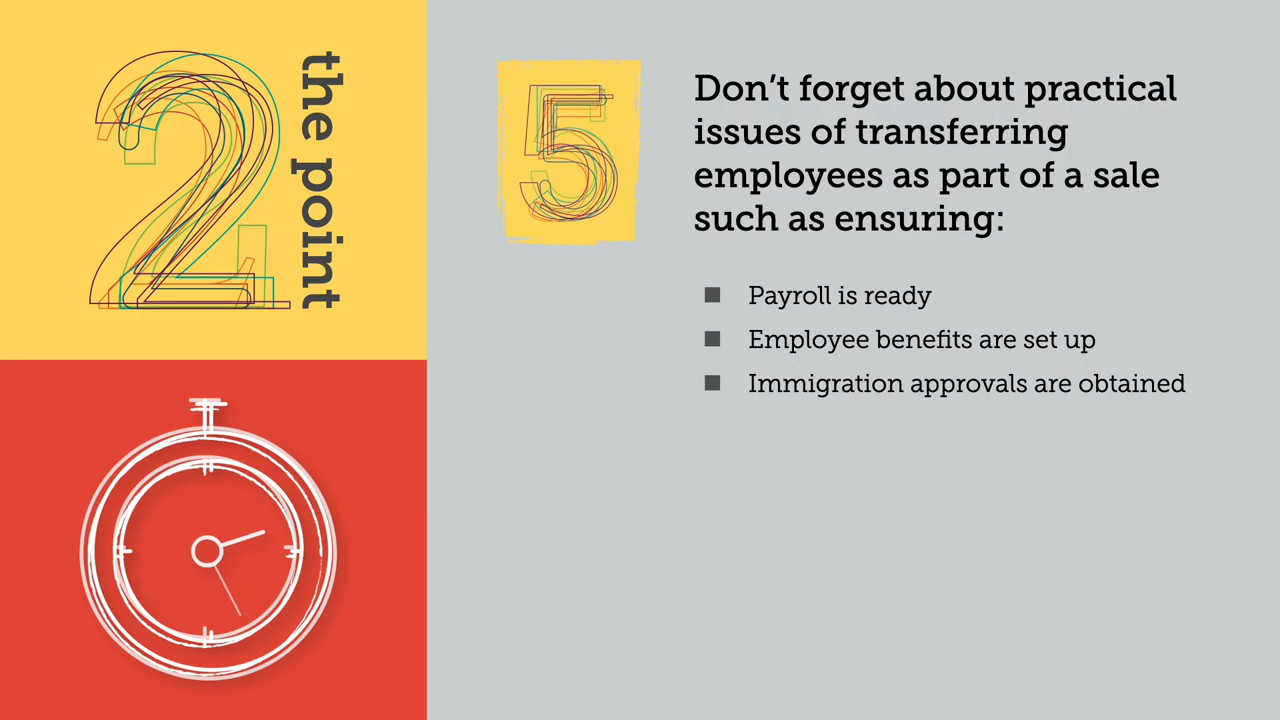 2
the point
5
Don’t forget about practical
issues of transferring
employees as part of a sale
such as ensuring:
■ Payroll is ready
■ Employee benefits are set up
■ Immigration approvals are obtained